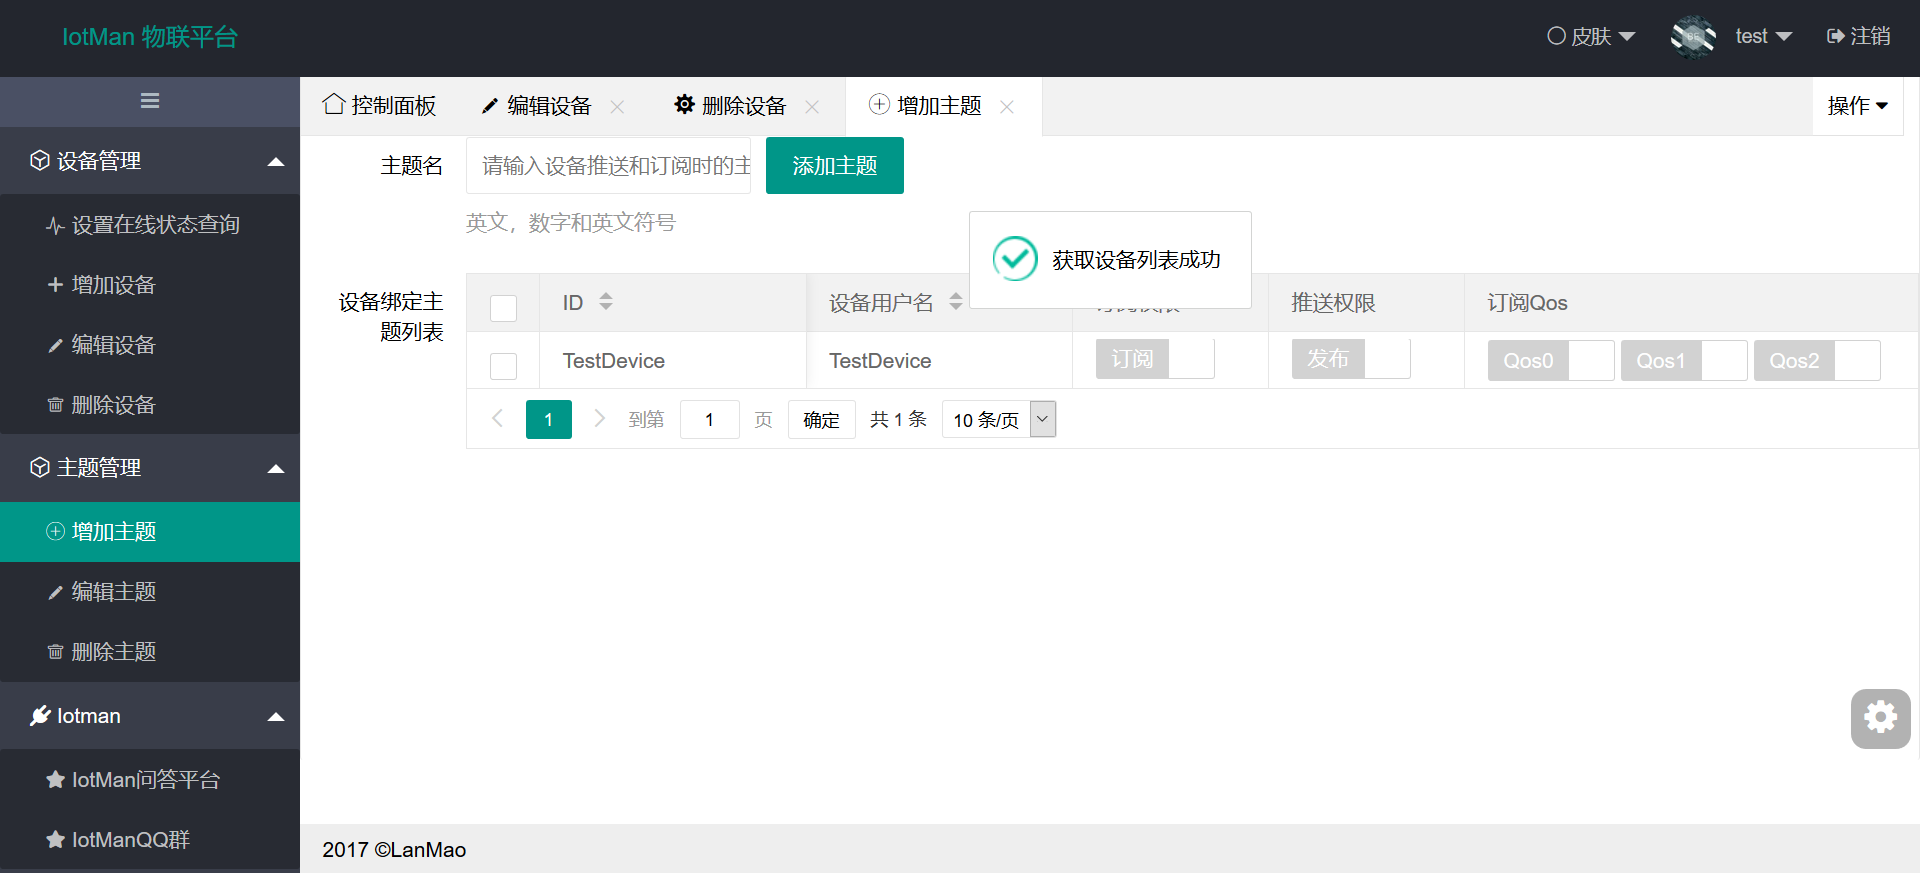 IotMan 物联平台
皮肤
test
注销
控制面板
编辑设备
删除设备
增加主题
操作
设备管理
设置在线状态查询
增加设备
编辑设备
删除设备
主题管理
增加主题
编辑主题
删除主题
Iotman
IotMan问答平台
IotManQQ群
主题名
请输入设备推送和订阅时的主
添加主题
英文，数字和英文符号
获取设备列表成功
设备绑定主
题列表
ID
设备用户名
推送权限
订阅Qos
TestDevice
TestDevice
订阅
发布
Qos0
Qos1
Qos2
1
到第
1
页
确定
共 1 条
10 条/页
2017 ©LanMao